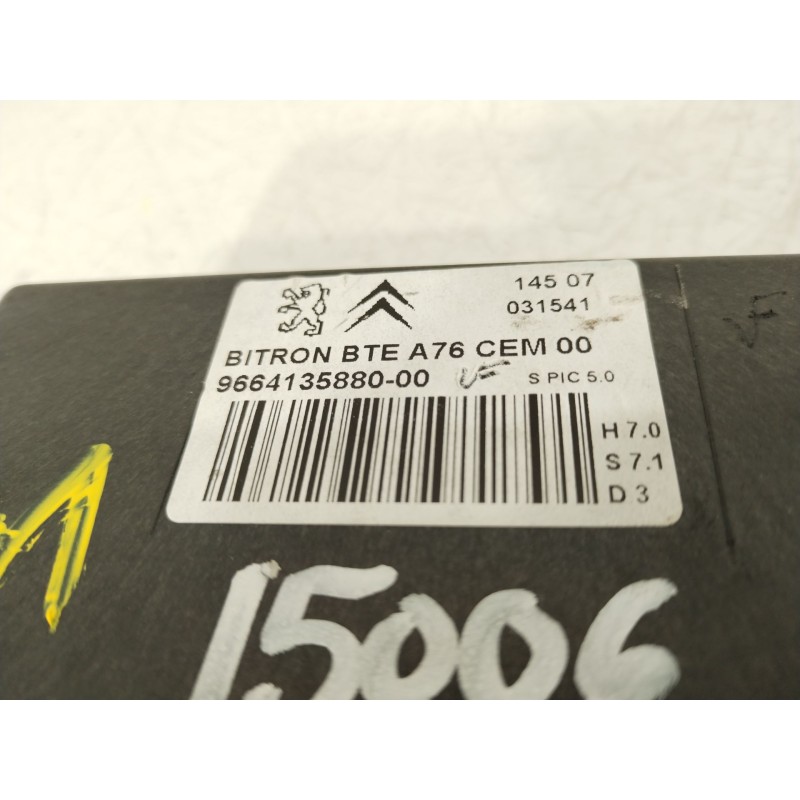 145 07
031541
BITRON BTE A76 CEM 00
9664135880-00
S PIC 5.0
H 7.0
S 7.1
D 3
15006